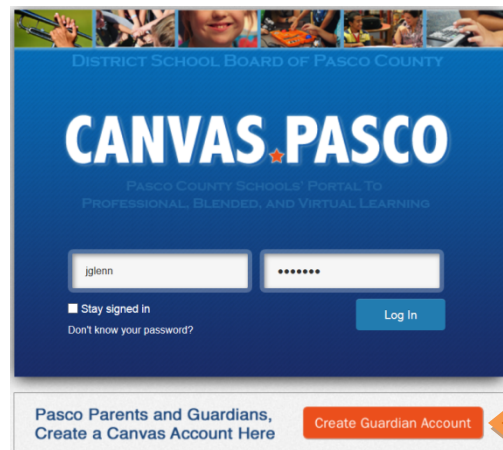 DISTRICT SCHOOL BOARD OF PASCO COUNTY
CANVAS PASCO
PASCO COUNTY SCHOOLS' PORTAL TO
PROFESSIONAL, BLENDED, AND VIRTUAL LEARNING
jglenn
•••••••
Stay signed in
Log In
Don't know your password?
Pasco Parents and Guardians,
Create a Canvas Account Here
Create Guardian Account